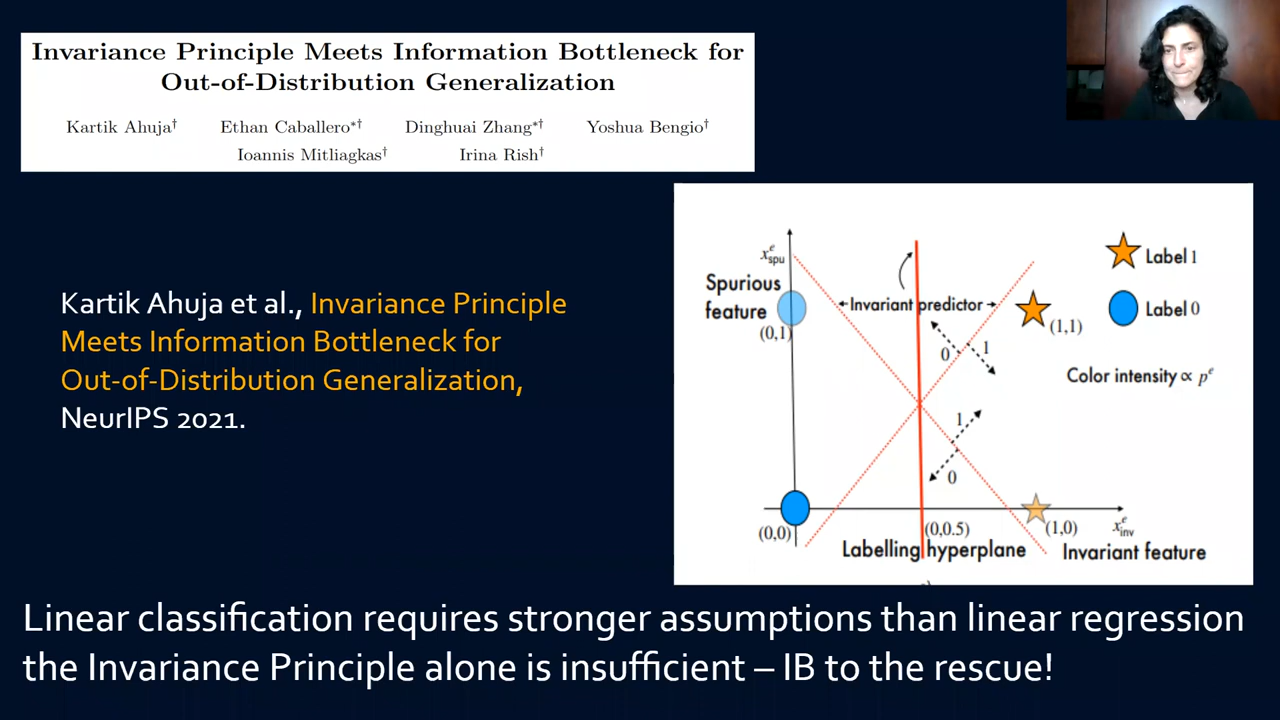 Invariance Principle Meets Information Bottleneck for
Out-of-Distribution Generalization
Kartik Ahuja† Ethan Caballero*† Dinghuai Zhang*† Yoshua Bengio†
Ioannis Mitliagkas† Irina Rish†
Kartik Ahuja et al., Invariance Principle
Meets Information Bottleneck for
Out-of-Distribution Generalization,
NeurIPS 2021.
x^e_spu
Spurious
feature
(0,1)
Invariant predictor
(1,1)
0 1
1
0
(0,0)
(0,0.5)
(1,0)
x^e_inv
Labelling hyperplane
Invariant feature
Label 1
Label 0
Color intensity ∝ p^e
Linear classification requires stronger assumptions than linear regression
the Invariance Principle alone is insufficient – IB to the rescue!